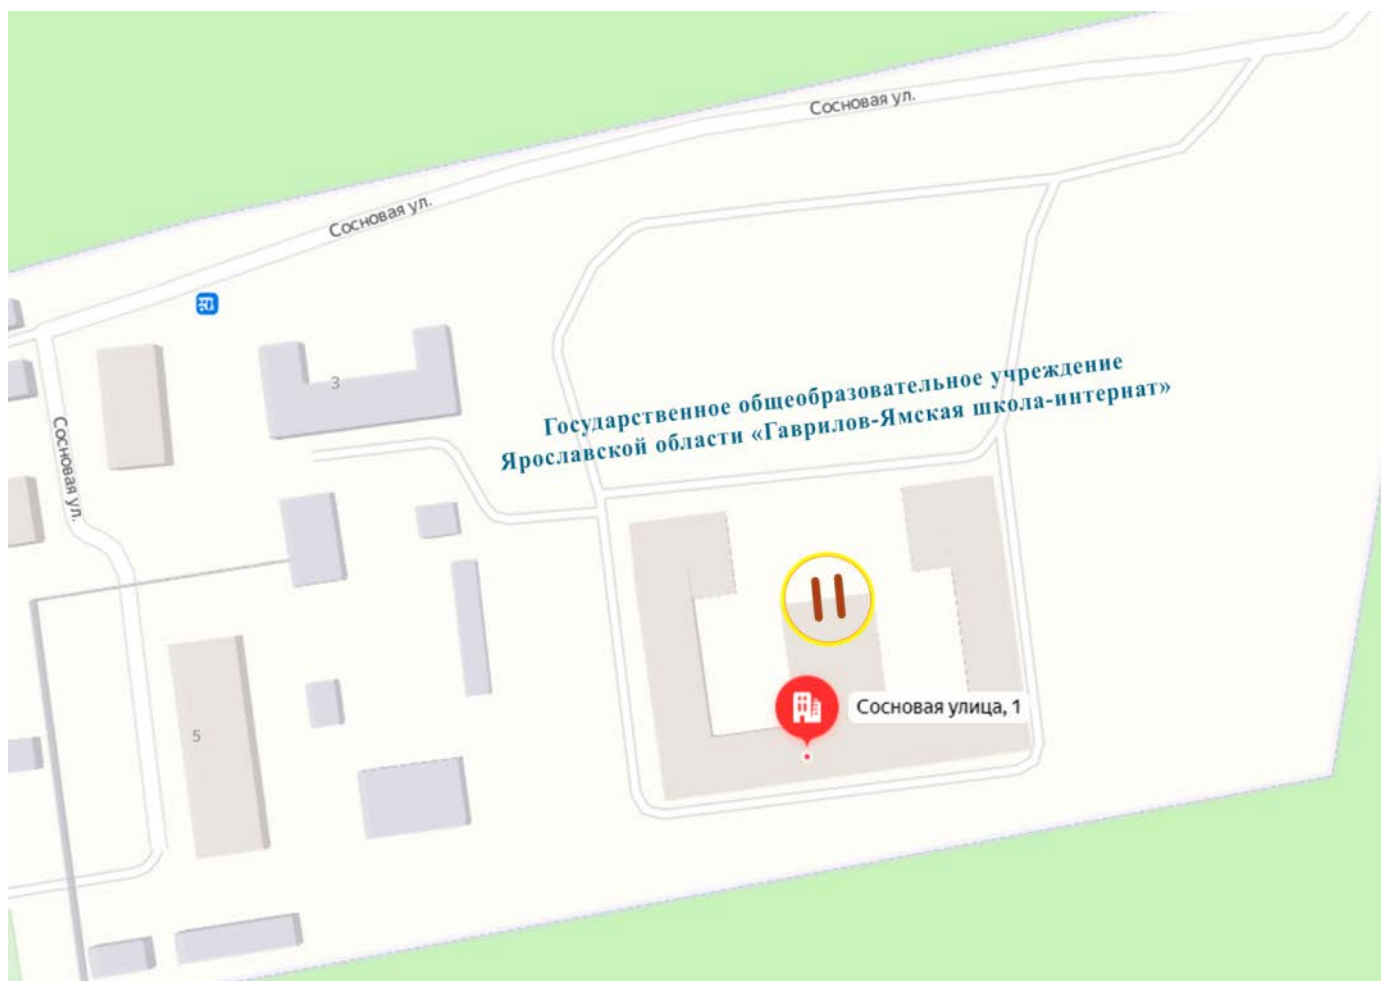 Сосновая ул.
Сосновая ул.
3
Государственное общеобразовательное учреждение
Ярославской области «Гаврилов-Ямская школа-интернат»
Сосновая ул.
Сосновая улица, 1
5